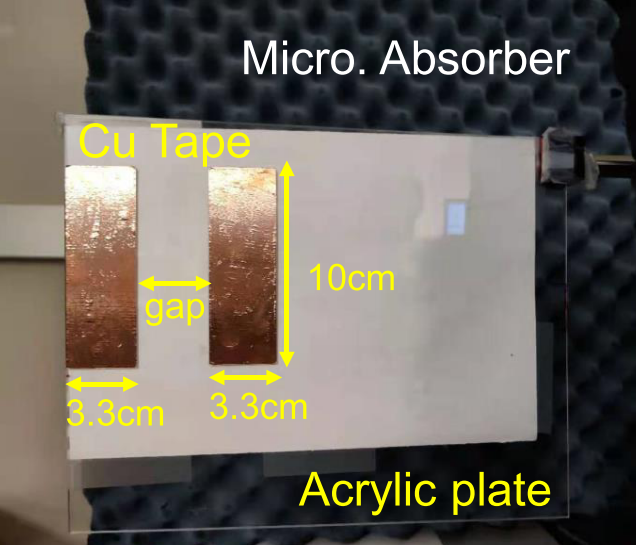 Micro. Absorber
Cu Tape
10cm
gap
3.3cm
3.3cm
Acrylic plate